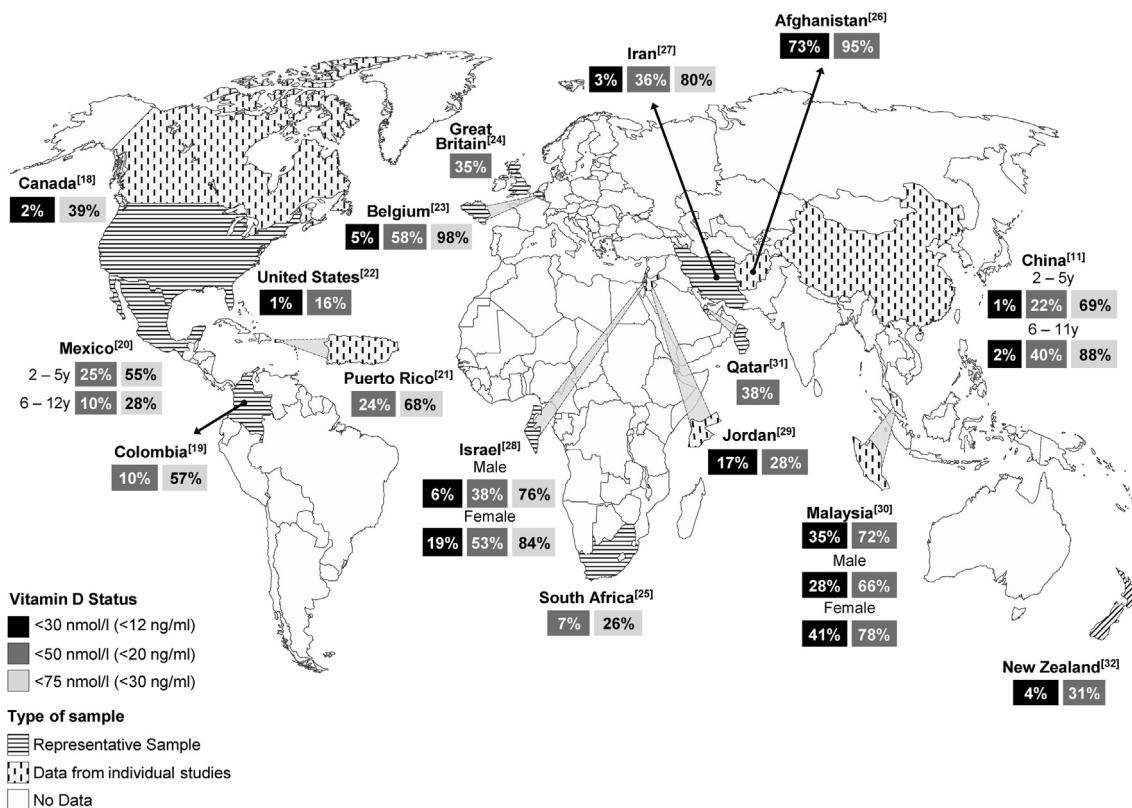 Afghanistan[26]
73% 95%
Iran[27]
3% 36% 80%
Great
Britain[24]
35%
Canada[18]
2% 39%
Belgium[23]
5% 58% 98%
United States[22]
1% 16%
China[11]
2 – 5y
1% 22% 69%
6 – 11y
2% 40% 88%
Mexico[20]
2 – 5y 25% 55%
6 – 12y 10% 28%
Puerto Rico[21]
24% 68%
Qatar[31]
38%
Colombia[19]
10% 57%
Israel[28]
Male
6% 38% 76%
Female
19% 53% 84%
Jordan[29]
17% 28%
Malaysia[30]
35% 72%
Male
28% 66%
Female
41% 78%
South Africa[25]
7% 26%
New Zealand[32]
4% 31%
Vitamin D Status
<30 nmol/l (<12 ng/ml)
<50 nmol/l (<20 ng/ml)
<75 nmol/l (<30 ng/ml)
Type of sample
Representative Sample
Data from individual studies
No Data